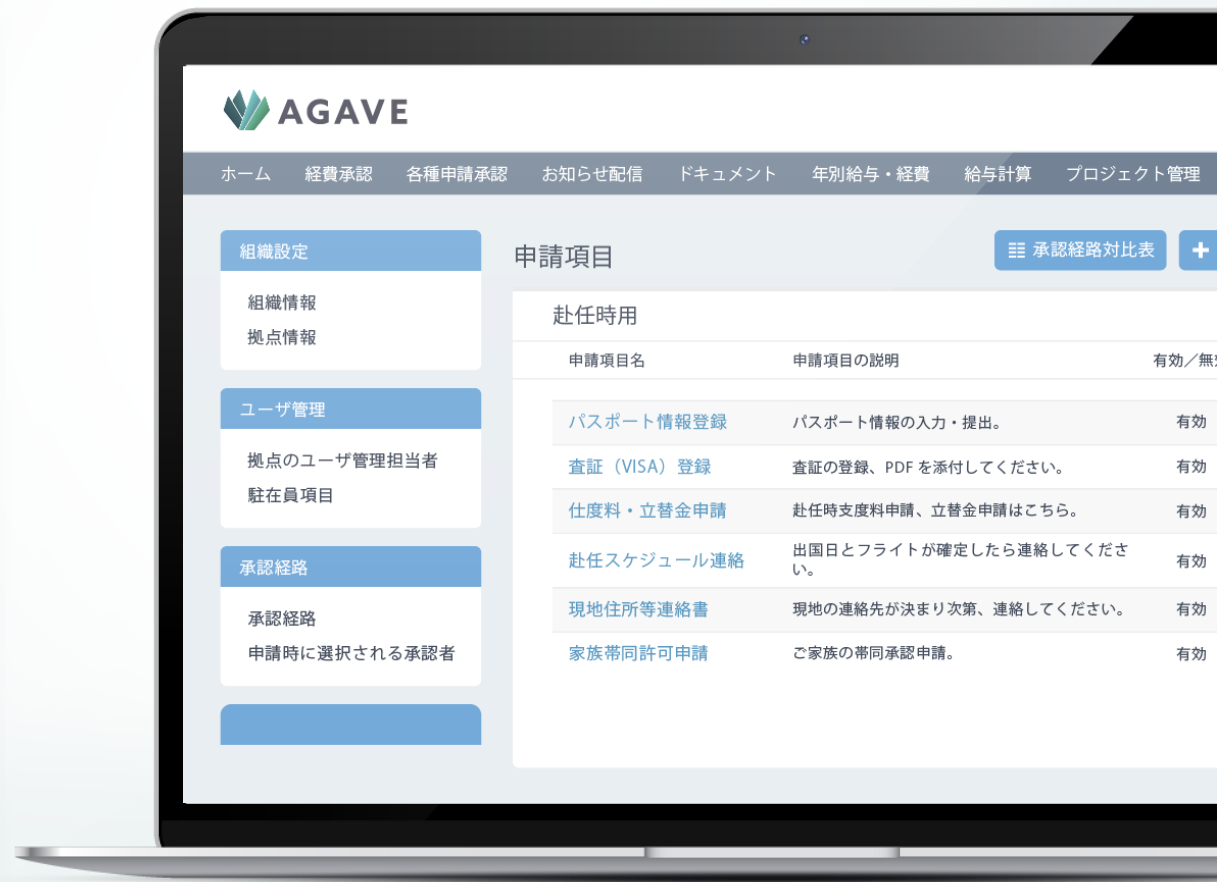 AGAVE
ホーム 経費承認 各種申請承認 お知らせ配信 ドキュメント 年別給与・経費 給与計算 プロジェクト管理
組織設定
組織情報
拠点情報
ユーザ管理
拠点のユーザ管理担当者
駐在員項目
承認経路
承認経路
申請時に選択される承認者
申請項目
承認経路対比表
赴任時用
申請項目名 申請項目の説明 有効／無
パスポート情報登録 パスポート情報の入力・提出。 有効
査証（VISA）登録 査証の登録、PDF を添付してください。 有効
仕度料・立替金申請 赴任時支度料申請、立替金申請はこちら。 有効
赴任スケジュール連絡 出国日とフライトが確定したら連絡してくださ 有効
い。
現地住所等連絡書 現地の連絡先が決まり次第、連絡してください。 有効
家族帯同許可申請 ご家族の帯同承認申請。 有効